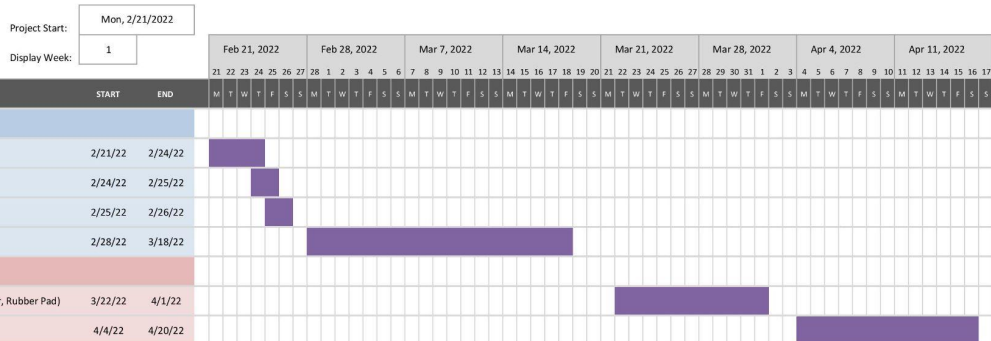 Project Start: Mon, 2/21/2022
Display Week: 1
Feb 21, 2022 Feb 28, 2022 Mar 7, 2022 Mar 14, 2022 Mar 21, 2022 Mar 28, 2022 Apr 4, 2022 Apr 11, 2022
21 22 23 24 25 26 27 28 1 2 3 4 5 6 7 8 9 10 11 12 13 14 15 16 17 18 19 20 21 22 23 24 25 26 27 28 29 30 31 1 2 3 4 5 6 7 8 9 10 11 12 13 14 15 16 17
START END M T W T F S S M T W T F S S M T W T F S S M T W T F S S M T W T F S S M T W T F S S M T W T F S S M T W T F S S
2/21/22 2/24/22
2/24/22 2/25/22
2/25/22 2/26/22
2/28/22 3/18/22
, Rubber Pad) 3/22/22 4/1/22
4/4/22 4/20/22